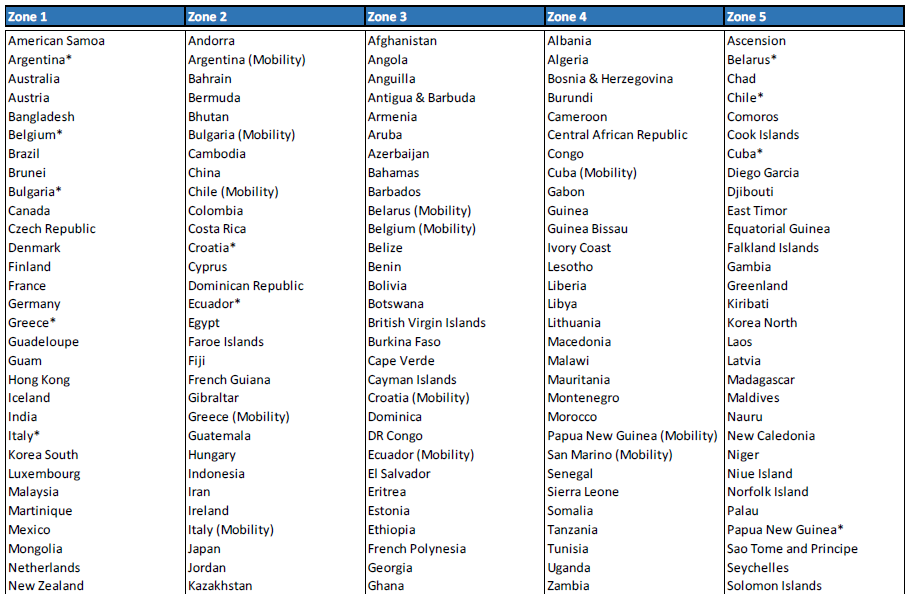 Zone 1 Zone 2 Zone 3 Zone 4 Zone 5
American Samoa Andorra Afghanistan Albania Ascension
Argentina* Argentina (Mobility) Angola Algeria Belarus*
Australia Bahrain Anguilla Bosnia & Herzegovina Chad
Austria Bermuda Antigua & Barbuda Burundi Chile*
Bangladesh Bhutan Armenia Cameroon Comoros
Belgium* Bulgaria (Mobility) Aruba Central African Republic Cook Islands
Brazil Cambodia Azerbaijan Congo Cuba*
Brunei China Bahamas Cuba (Mobility) Diego Garcia
Bulgaria* Chile (Mobility) Barbados Gabon Djibouti
Canada Colombia Belarus (Mobility) Guinea East Timor
Czech Republic Costa Rica Belgium (Mobility) Guinea Bissau Equatorial Guinea
Denmark Croatia* Belize Ivory Coast Falkland Islands
Finland Cyprus Benin Lesotho Gambia
France Dominican Republic Bolivia Liberia Greenland
Germany Ecuador* Botswana Libya Kiribati
Greece* Egypt British Virgin Islands Lithuania Korea North
Guadeloupe Faroe Islands Burkina Faso Macedonia Laos
Guam Fiji Cape Verde Malawi Latvia
Hong Kong French Guiana Cayman Islands Mauritania Madagascar
Iceland Gibraltar Croatia (Mobility) Montenegro Maldives
India Greece (Mobility) Dominica Morocco Nauru
Italy* Guatemala DR Congo Papua New Guinea (Mobility) New Caledonia
Korea South Hungary Ecuador (Mobility) San Marino (Mobility) Niger
Luxembourg Indonesia El Salvador Senegal Niue Island
Malaysia Iran Eritrea Sierra Leone Norfolk Island
Martinique Ireland Estonia Somalia Palau
Mexico Italy (Mobility) Ethiopia Tanzania Papua New Guinea*
Mongolia Japan French Polynesia Tunisia Sao Tome and Principe
Netherlands Jordan Georgia Uganda Seychelles
New Zealand Kazakhstan Ghana Zambia Solomon Islands